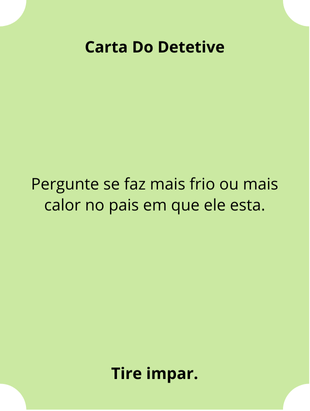 Carta Do Detetive
Pergunte se faz mais frio ou mais
calor no pais em que ele esta.
Tire impar.